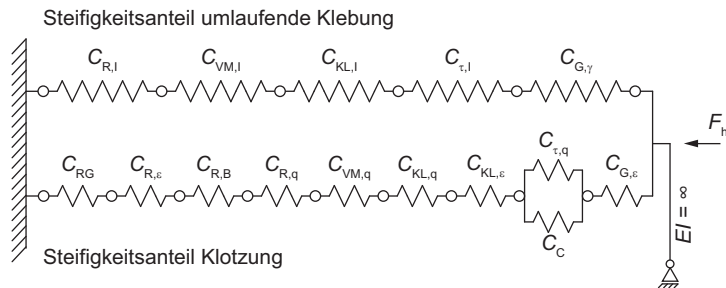 Steifigkeitsanteil umlaufende Klebung
C_R,l C_VM,l C_KL,l C_τ,l C_G,γ
F_h
C_RG C_R,ε C_R,B C_R,q C_VM,q C_KL,q C_KL,ε C_τ,q C_G,ε
C_C
EI = ∞
Steifigkeitsanteil Klotzung